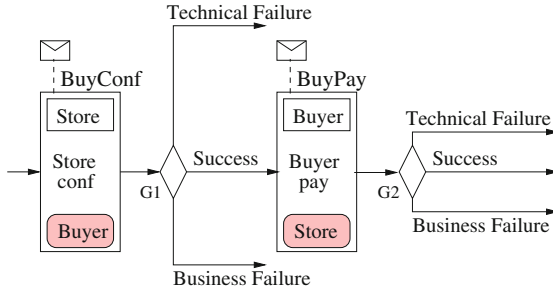 Technical Failure
BuyConf
BuyPay
Store
Buyer
Technical Failure
Store
conf
G1
Success
Buyer
pay
G2
Success
Buyer
Store
Business Failure
Business Failure